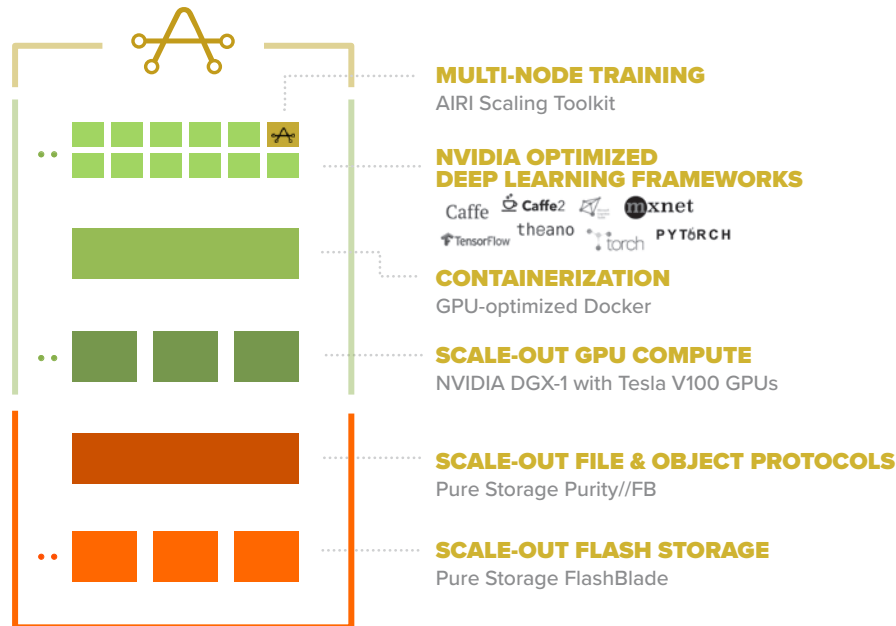 MULTI-NODE TRAINING
AIRI Scaling Toolkit
NVIDIA OPTIMIZED
DEEP LEARNING FRAMEWORKS
Caffe Caffe2 mxnet
TensorFlow theano torch PYTÓRCH
CONTAINERIZATION
GPU-optimized Docker
SCALE-OUT GPU COMPUTE
NVIDIA DGX-1 with Tesla V100 GPUs
SCALE-OUT FILE & OBJECT PROTOCOLS
Pure Storage Purity//FB
SCALE-OUT FLASH STORAGE
Pure Storage FlashBlade